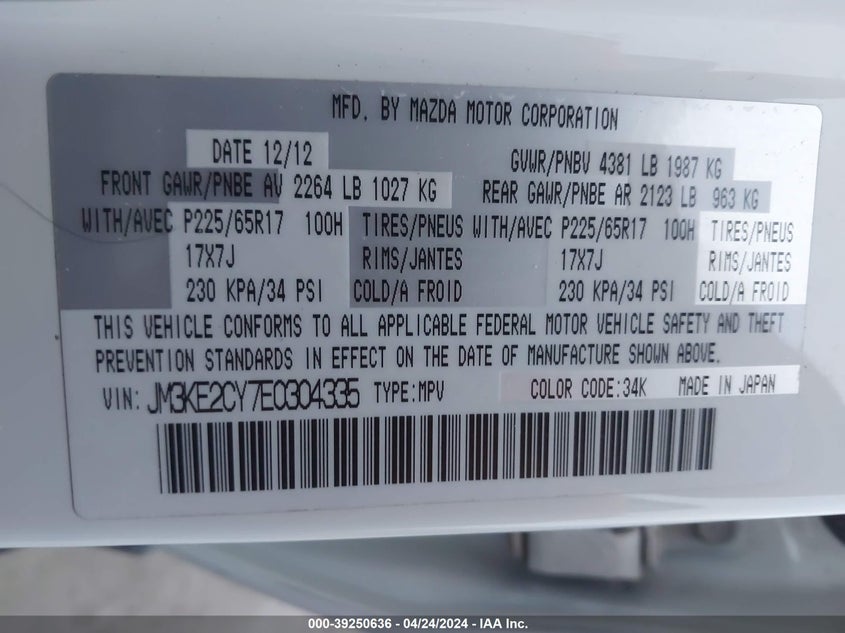 MFD. BY MAZDA MOTOR CORPORATION
DATE 12/12 GVWR/PNBV 4381 LB 1987 KG
FRONT GAWR/PNBE AV 2264 LB 1027 KG REAR GAWR/PNBE AR 2123 LB 963 KG
WITH/AVEC P225/65R17 100H TIRES/PNEUS WITH/AVEC P225/65R17 100H TIRES/PNEUS
17X7J RIMS/JANTES 17X7J RIMS/JANTES
230 KPA/34 PSI COLD/A FROID 230 KPA/34 PSI COLD/A FROID
THIS VEHICLE CONFORMS TO ALL APPLICABLE FEDERAL MOTOR VEHICLE SAFETY AND THEFT
PREVENTION STANDARDS IN EFFECT ON THE DATE OF MANUFACTURE SHOWN ABOVE.
VIN: JM3KE2CY7E0304335 TYPE:MPV COLOR CODE:34K MADE IN JAPAN
000-39250636 - 04/24/2024 - IAA Inc.